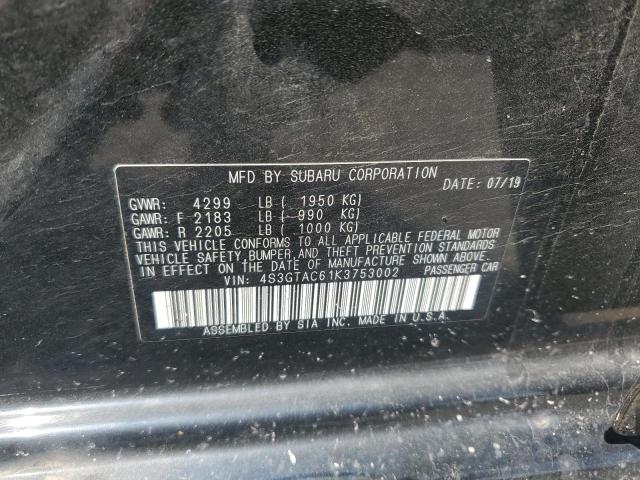 MFD BY SUBARU CORPORATION
DATE: 07/19
GVWR: 4299 LB ( 1950 KG)
GAWR: F 2183 LB ( 990 KG)
GAWR: R 2205 LB ( 1000 KG)
THIS VEHICLE CONFORMS TO ALL APPLICABLE FEDERAL MOTOR
VEHICLE SAFETY, BUMPER, AND THEFT PREVENTION STANDARDS
IN EFFECT ON THE DATE OF MANUFACTURE SHOWN ABOVE.
VIN: 4S3GTAC61K3753002 PASSENGER CAR
ASSEMBLED BY SIA INC. MADE IN U.S.A.